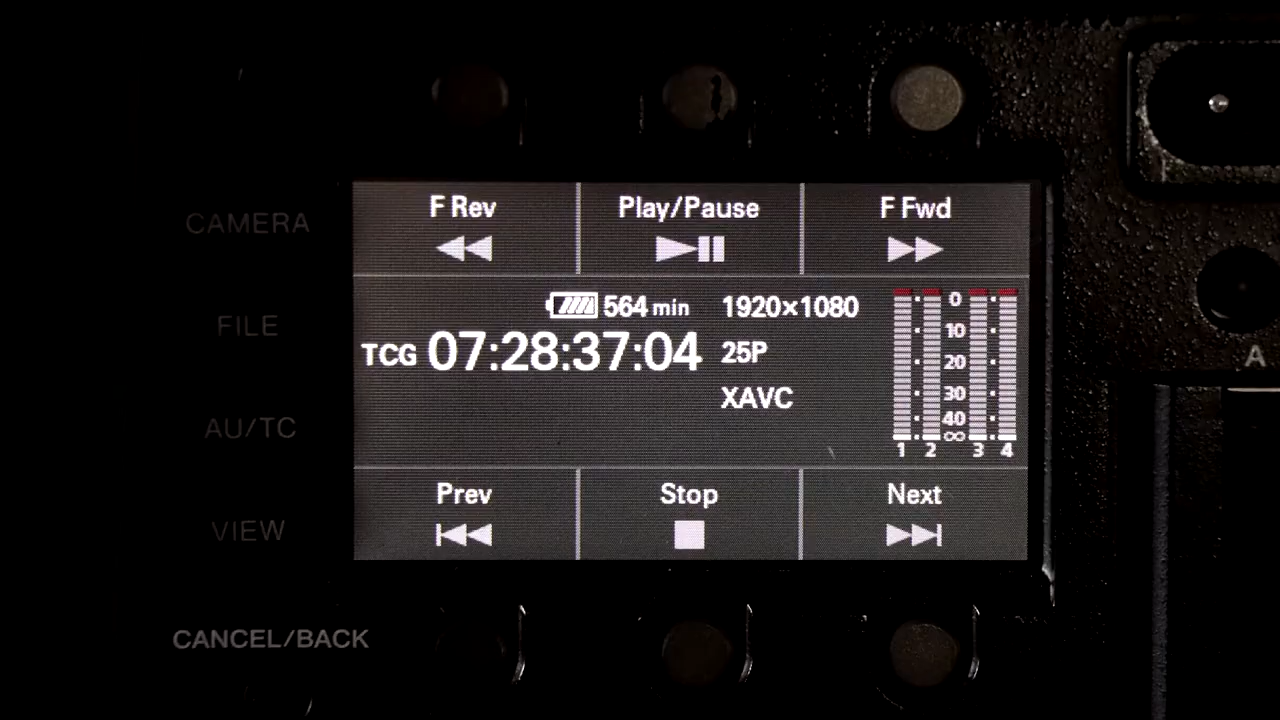 F Rev Play/Pause F Fwd
CAMERA
564 min 1920×1080 0
10
FILE
TCG 07:28:37:04 25P 20
A
XAVC 30
40
AU/TC ∞
1 2 3 4
Prev Stop Next
VIEW
CANCEL/BACK